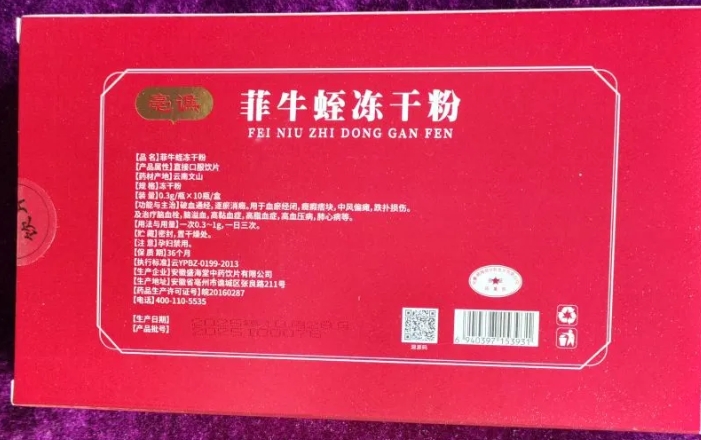 亳谯
菲牛蛭冻干粉
FEI NIU ZHI DONG GAN FEN
【品 名】菲牛蛭冻干粉
【产品属性】直接口服饮片
【药材产地】云南文山
【规 格】冻干粉
【装 量】0.3g/瓶×10瓶/盒
【功能与主治】破血通经，逐瘀消癥。用于血瘀经闭，癥瘕痞块，中风偏瘫，跌扑损伤。
及治疗脑血栓，脑溢血，高黏血症，高脂血症，高血压病，肺心病等。
【用法与用量】一次0.3~1g，一日三次。
【贮 藏】密封，置干燥处。
【注 意】孕妇禁用。
【保 质 期】36个月
【执行标准】云YPBZ-0199-2013
【生产企业】安徽盛海堂中药饮片有限公司
【生产地址】安徽省亳州市谯城区张良路211号
【药品生产许可证号】皖20160287
【电话】400-110-5535
【生产日期】
【产品批号】
溯源码
6 940397 153931